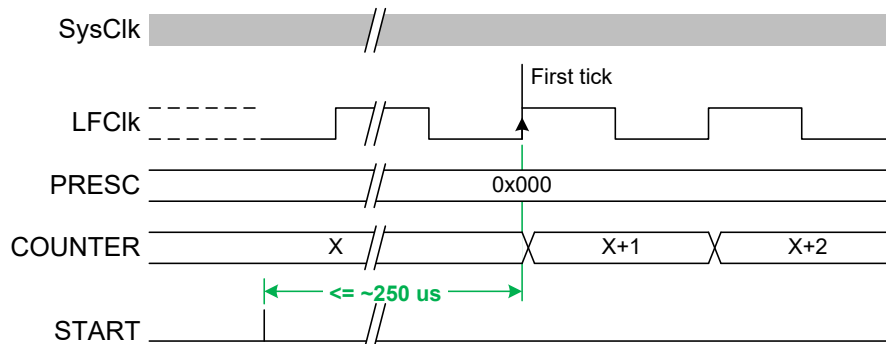 SysClk
First tick
LFClk
PRESC
0x000
COUNTER
X
X+1
X+2
<= ~250 us
START